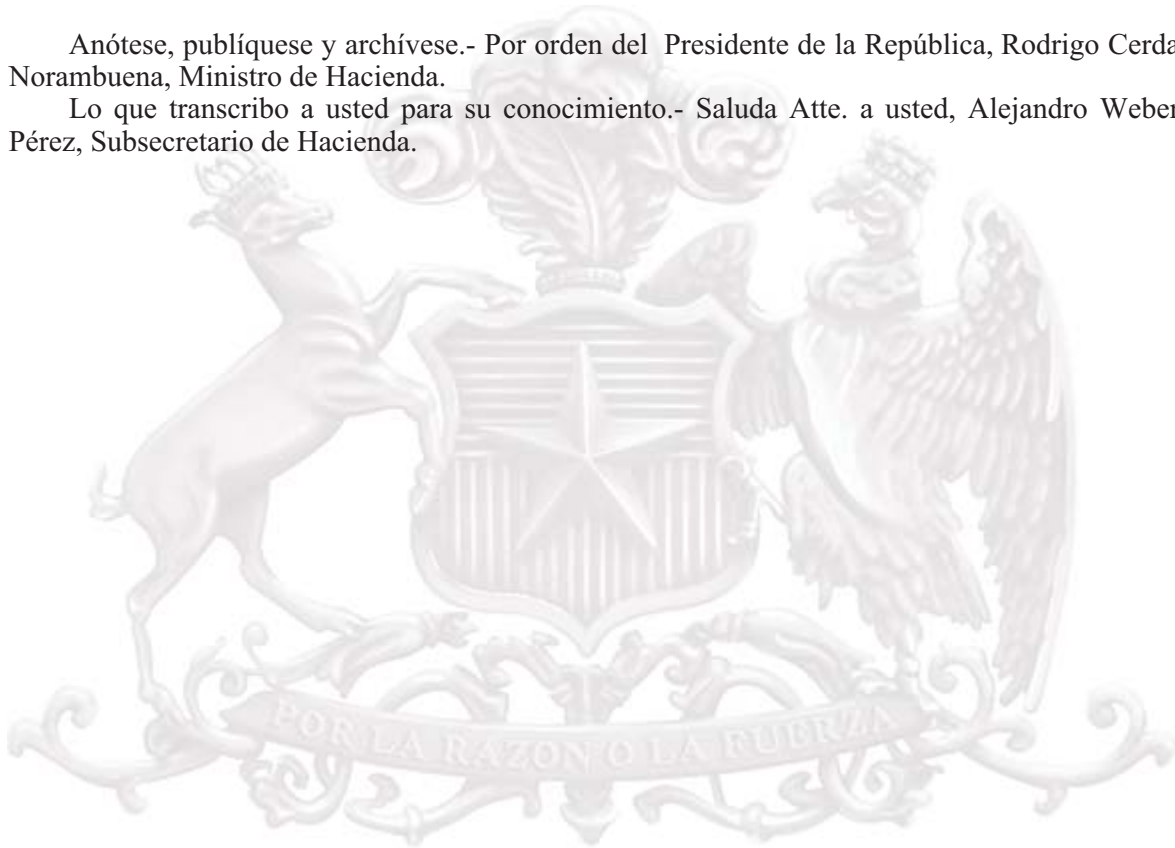 Anótese, publíquese y archívese.- Por orden del Presidente de la República, Rodrigo Cerda
Norambuena, Ministro de Hacienda.
Lo que transcribo a usted para su conocimiento.- Saluda Atte. a usted, Alejandro Weber
Pérez, Subsecretario de Hacienda.
POR LA RAZON O LA FUERZA